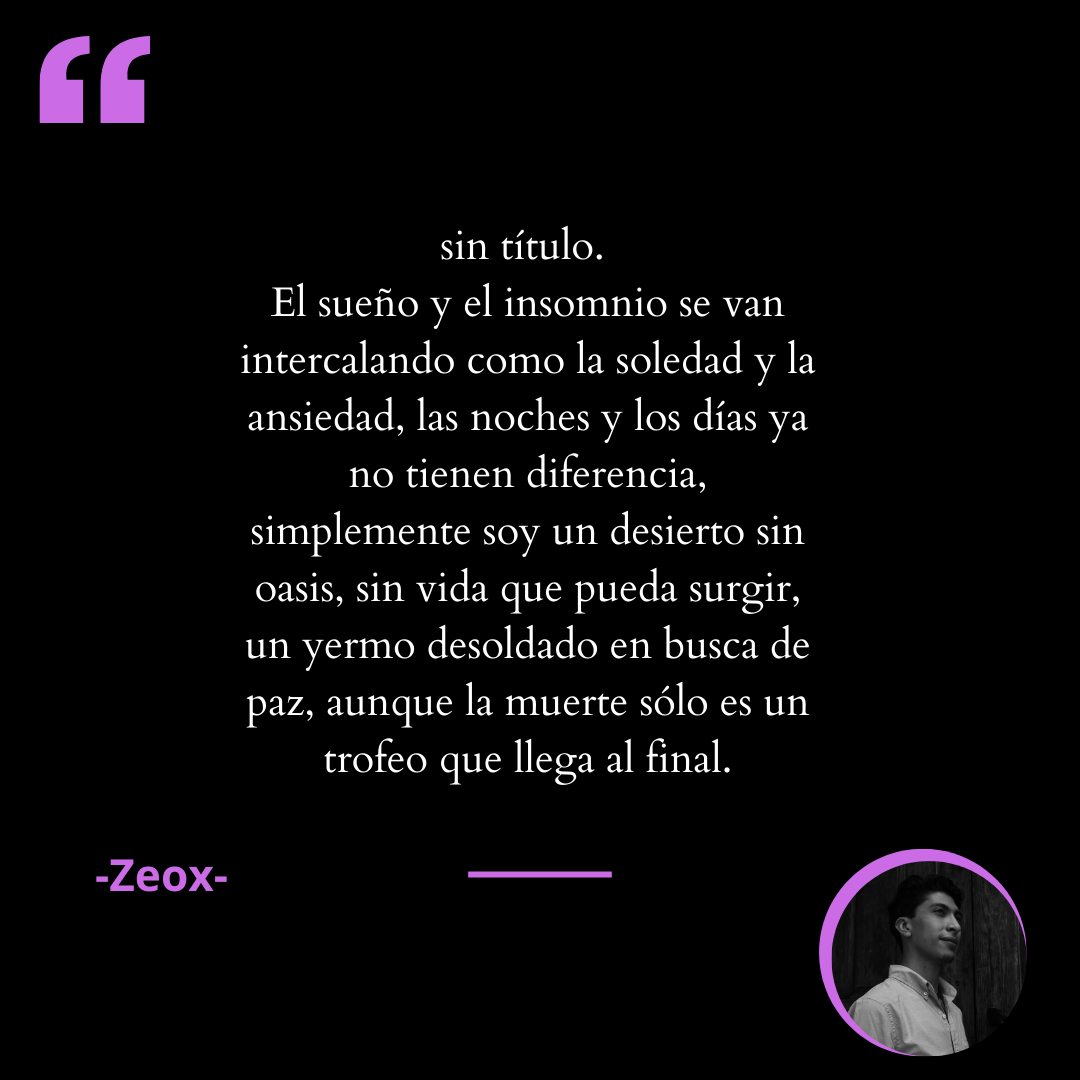 “
sin título.
El sueño y el insomnio se van
intercalando como la soledad y la
ansiedad, las noches y los días ya
no tienen diferencia,
simplemente soy un desierto sin
oasis, sin vida que pueda surgir,
un yermo desoldado en busca de
paz, aunque la muerte sólo es un
trofeo que llega al final.
-Zeox-